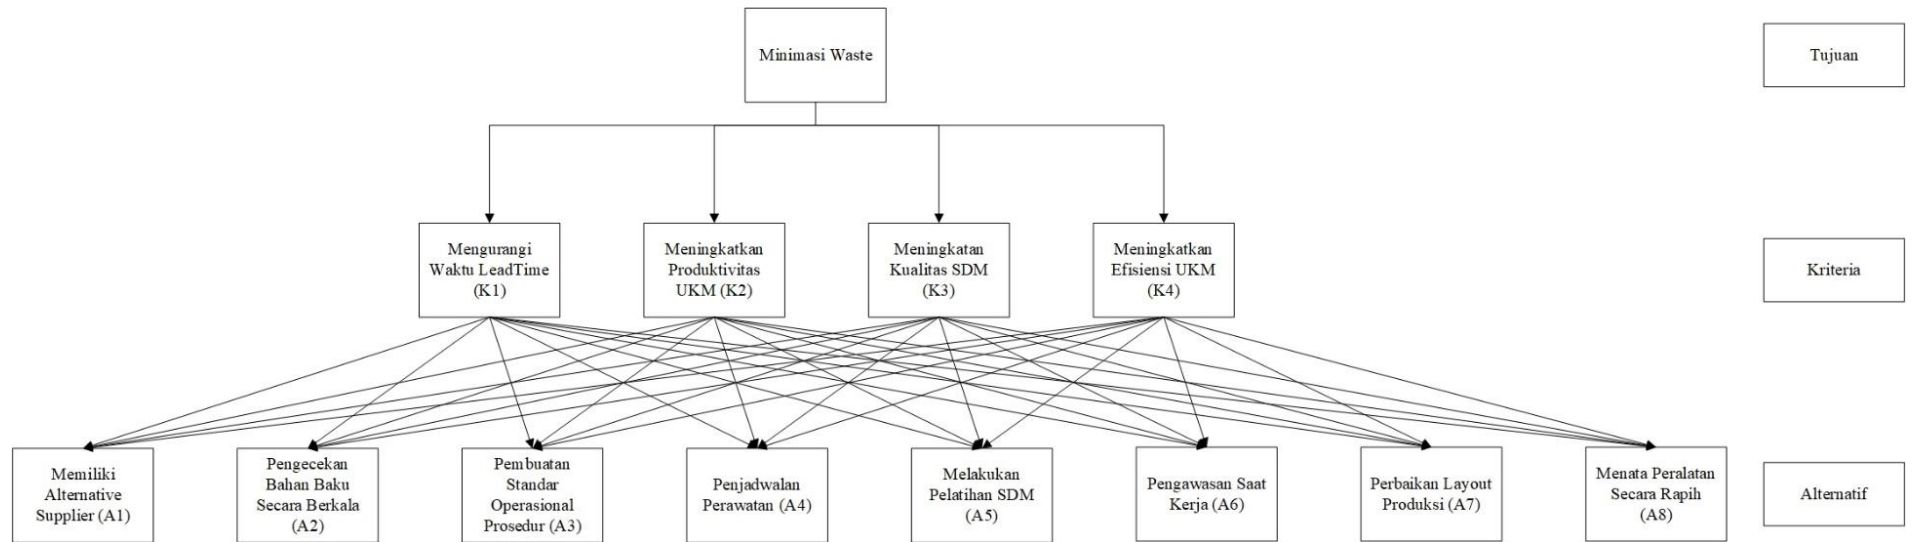 Minimasi Waste
Tujuan
Mengurangi
Waktu LeadTime
(K1)
Meningkatkan
Produktivitas
UKM (K2)
Meningkatan
Kualitas SDM
(K3)
Meningkatkan
Efisiensi UKM
(K4)
Kriteria
Memiliki
Alternative
Supplier (A1)
Pengecekan
Bahan Baku
Secara Berkala
(A2)
Pembuatan
Standar
Operasional
Prosedur (A3)
Penjadwalan
Perawatan (A4)
Melakukan
Pelatihan SDM
(A5)
Pengawasan Saat
Kerja (A6)
Perbaikan Layout
Produksi (A7)
Menata Peralatan
Secara Rapih
(A8)
Alternatif